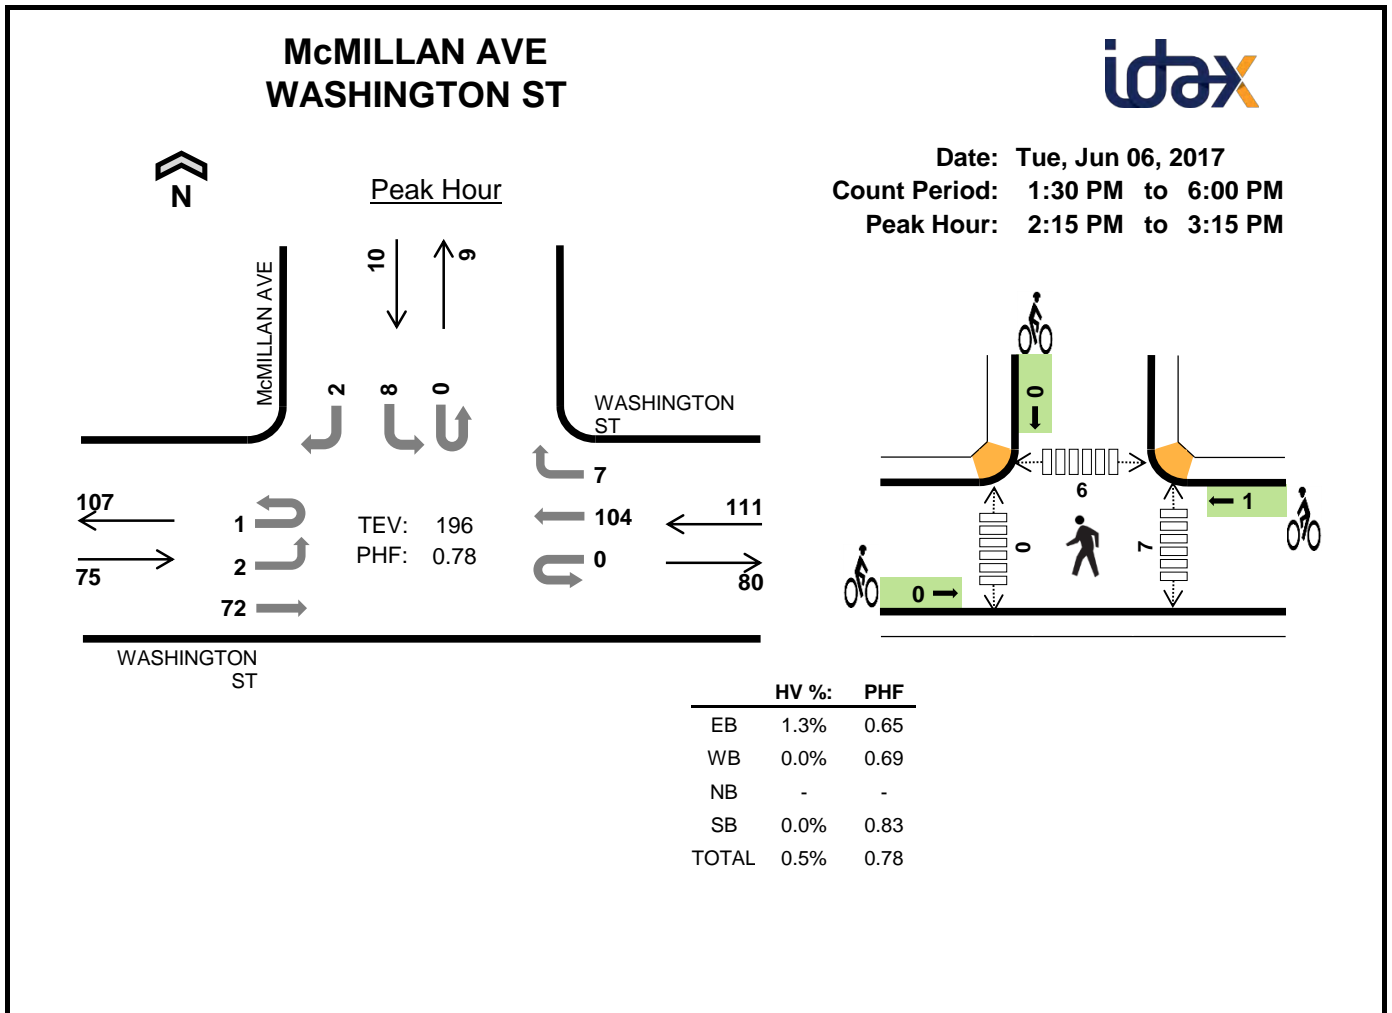 McMILLAN AVE
WASHINGTON ST
idax
Date: Tue, Jun 06, 2017
Count Period: 1:30 PM to 6:00 PM
Peak Hour: 2:15 PM to 3:15 PM
N
Peak Hour
10
9
McMILLAN AVE
2
8
0
WASHINGTON
ST
7
104
0
111
80
107
75
1
2
72
TEV: 196
PHF: 0.78
WASHINGTON
ST
0
6
1
0
7
0
HV %: PHF
EB 1.3% 0.65
WB 0.0% 0.69
NB - -
SB 0.0% 0.83
TOTAL 0.5% 0.78